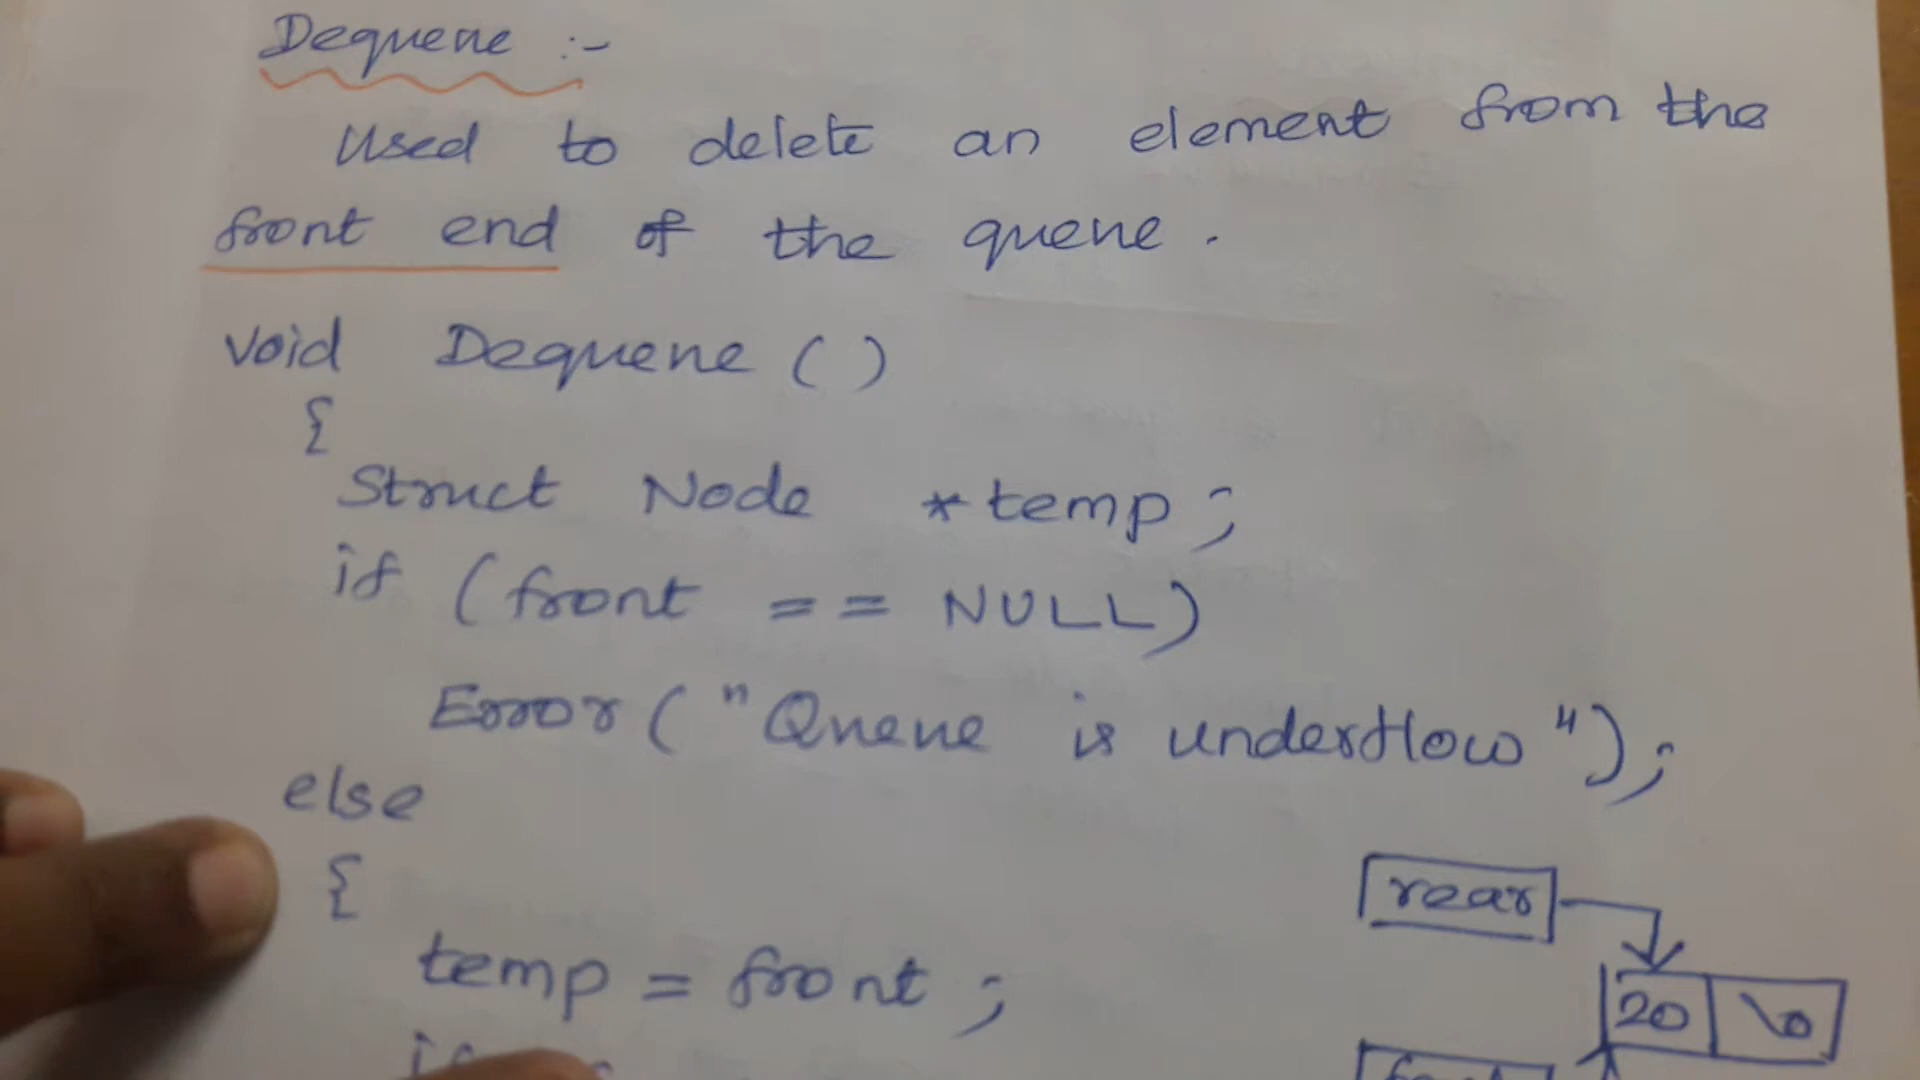 Dequeue :-
Used to delete an element from the
front end of the queue .
void Dequeue ( )
{
Struct Node *temp ;
if (front == NULL)
Error ( "Queue is underflow" ) ;
else
{
temp = front ;
rear
20 \0
if